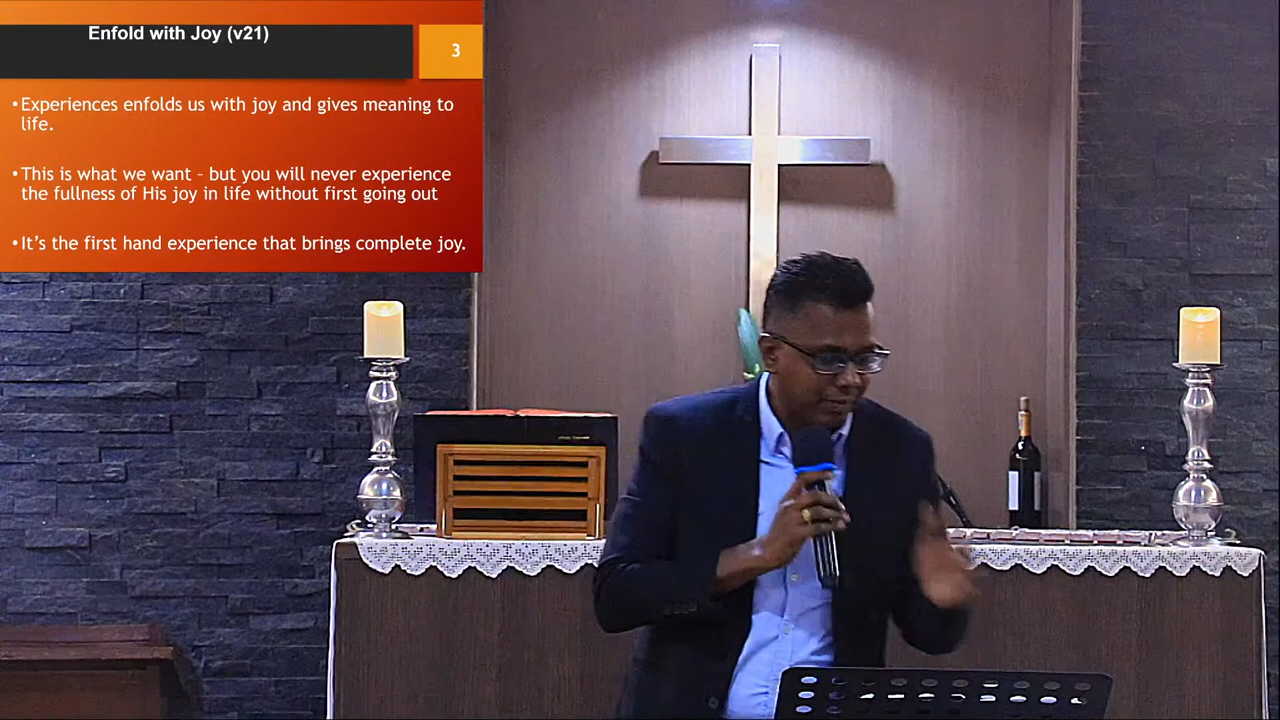 Enfold with Joy (v21)
3
•Experiences enfolds us with joy and gives meaning to
life.
•This is what we want – but you will never experience
the fullness of His joy in life without first going out
•It’s the first hand experience that brings complete joy.